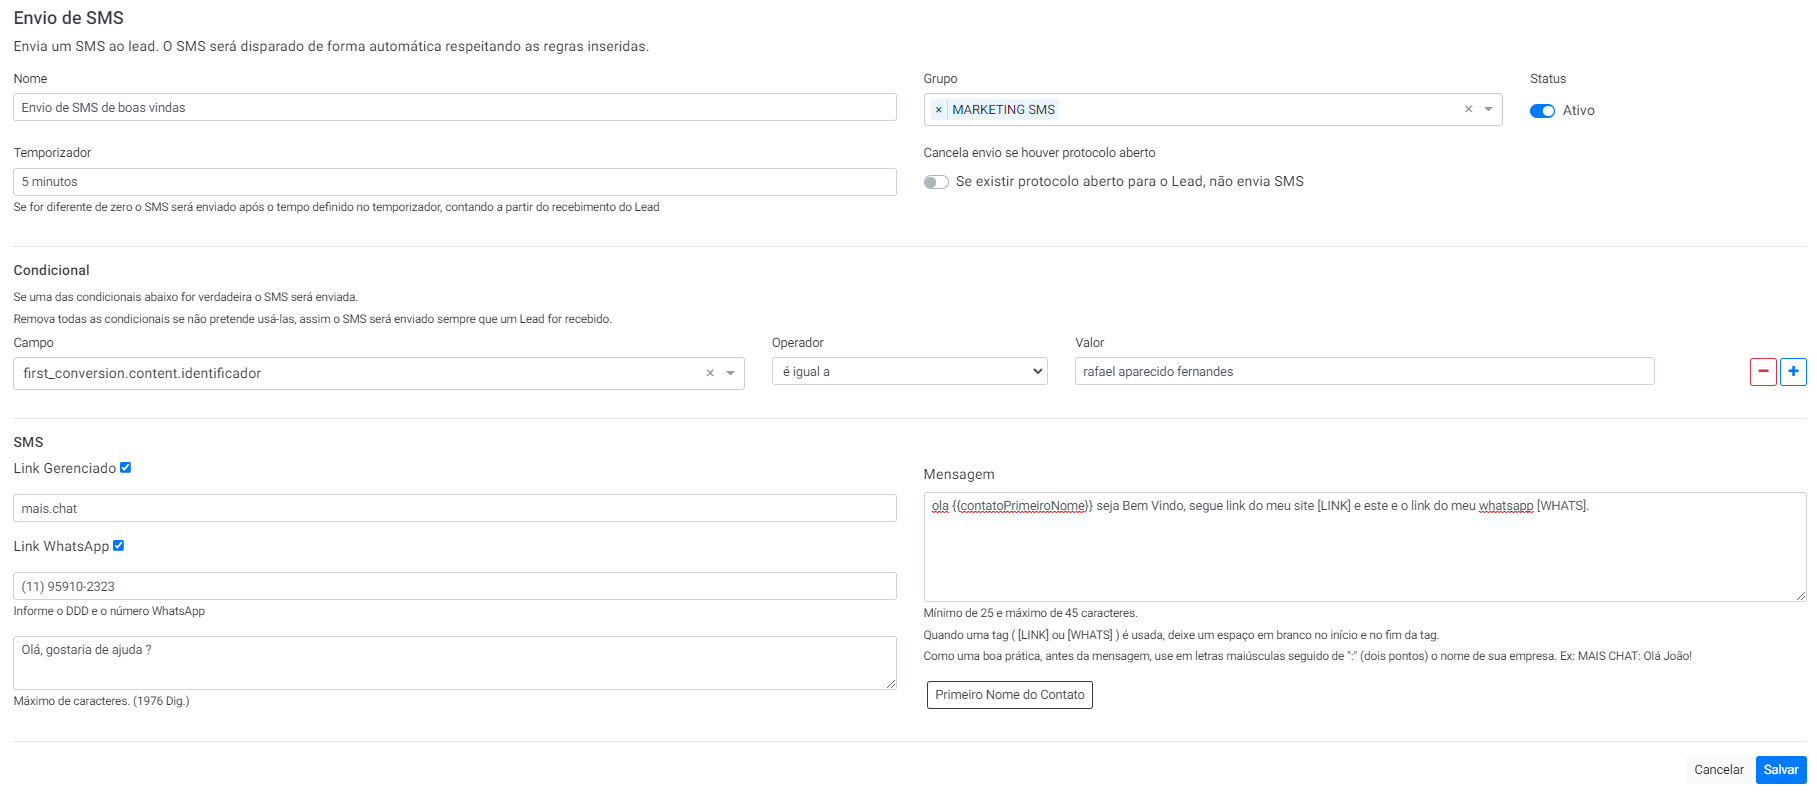 Envio de SMS
Envia um SMS ao lead. O SMS será disparado de forma automática respeitando as regras inseridas.
Nome
Envio de SMS de boas vindas
Grupo
× MARKETING SMS ×
Status
Ativo
Temporizador
5 minutos
Se for diferente de zero o SMS será enviado após o tempo definido no temporizador, contando a partir do recebimento do Lead
Cancela envio se houver protocolo aberto
Se existir protocolo aberto para o Lead, não envia SMS
Condicional
Se uma das condicionais abaixo for verdadeira o SMS será enviada.
Remova todas as condicionais se não pretende usá-las, assim o SMS será enviado sempre que um Lead for recebido.
Campo
first_conversion.content.identificador ×
Operador
é igual a
Valor
rafael aparecido fernandes
SMS
Link Gerenciado
mais.chat
Link WhatsApp
(11) 95910-2323
Informe o DDD e o número WhatsApp
Olá, gostaria de ajuda ?
Máximo de caracteres. (1976 Dig.)
Mensagem
ola {{contatoPrimeiroNome}} seja Bem Vindo, segue link do meu site [LINK] e este e o link do meu whatsapp [WHATS].
Mínimo de 25 e máximo de 45 caracteres.
Quando uma tag ( [LINK] ou [WHATS] ) é usada, deixe um espaço em branco no início e no fim da tag.
Como uma boa prática, antes da mensagem, use em letras maiúsculas seguido de ":" (dois pontos) o nome de sua empresa. Ex: MAIS CHAT: Olá João!
Primeiro Nome do Contato
Cancelar
Salvar